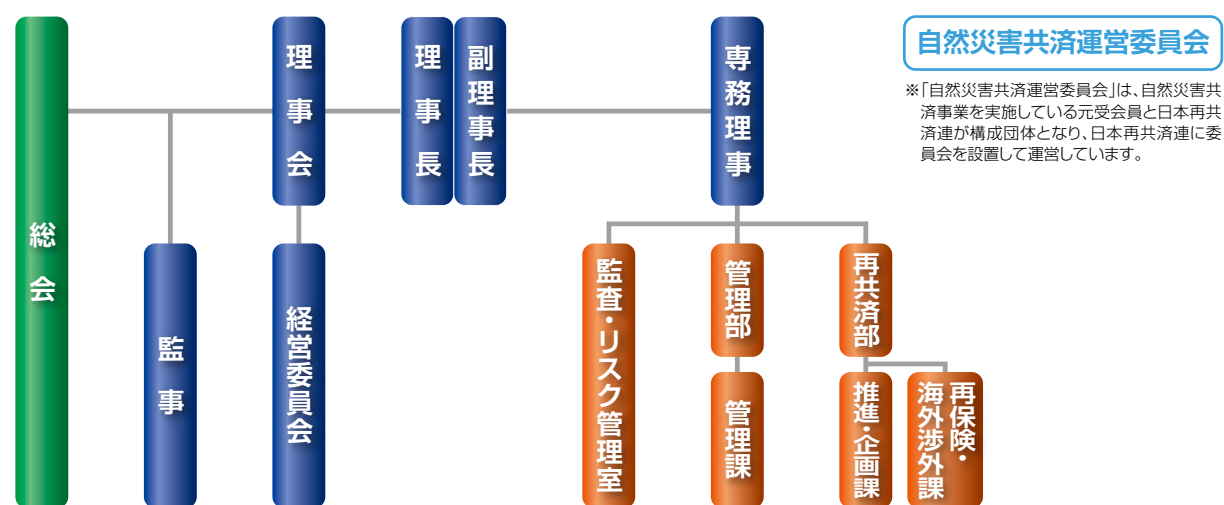 総会
監事
理事会
経営委員会
理事長
副理事長
専務理事
監査・リスク管理室
管理部
管理課
再共済部
推進・企画課
再保険・
海外渉外課
自然災害共済運営委員会
※「自然災害共済運営委員会」は、自然災害共
済事業を実施している元受会員と日本再共
済連が構成団体となり、日本再共済連に委
員会を設置して運営しています。